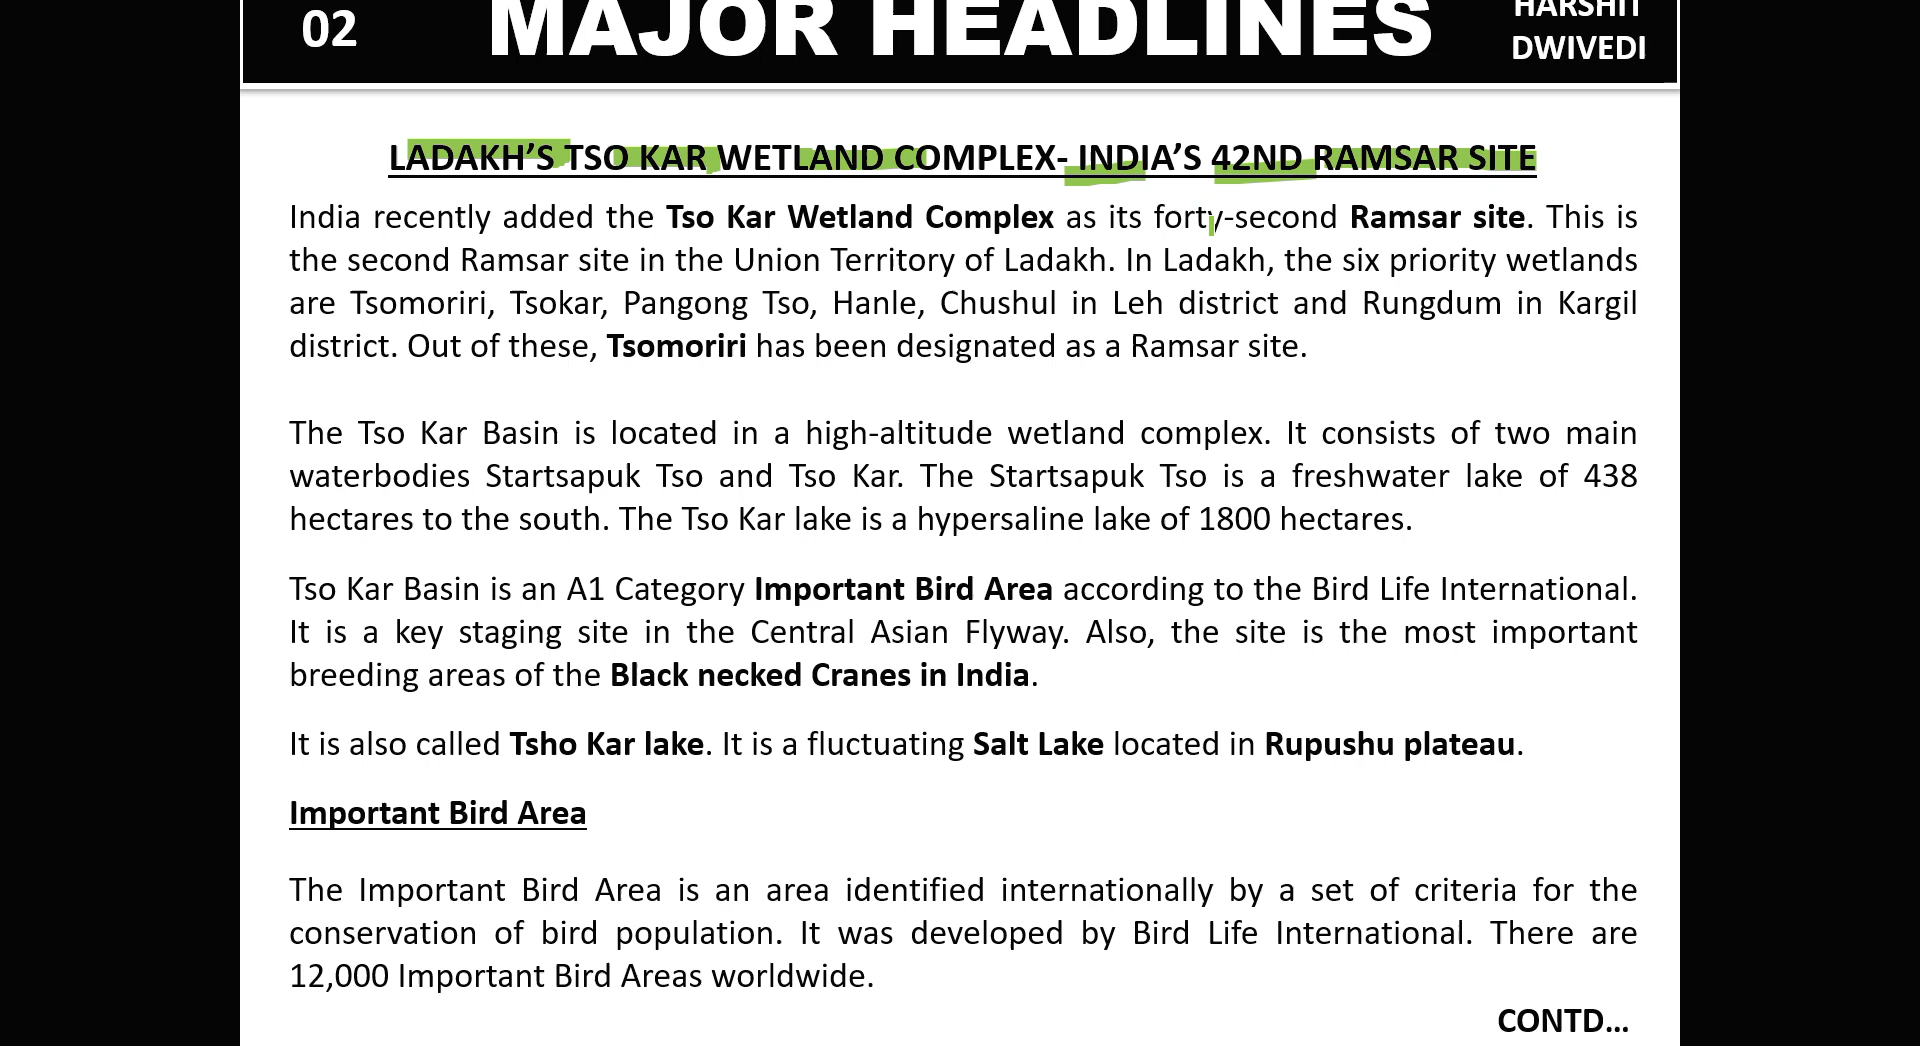 02
MAJOR HEADLINES
HARSHIT
DWIVEDI
LADAKH’S TSO KAR WETLAND COMPLEX- INDIA’S 42ND RAMSAR SITE
India recently added the Tso Kar Wetland Complex as its forty-second Ramsar site. This is
the second Ramsar site in the Union Territory of Ladakh. In Ladakh, the six priority wetlands
are Tsomoriri, Tsokar, Pangong Tso, Hanle, Chushul in Leh district and Rungdum in Kargil
district. Out of these, Tsomoriri has been designated as a Ramsar site.
The Tso Kar Basin is located in a high-altitude wetland complex. It consists of two main
waterbodies Startsapuk Tso and Tso Kar. The Startsapuk Tso is a freshwater lake of 438
hectares to the south. The Tso Kar lake is a hypersaline lake of 1800 hectares.
Tso Kar Basin is an A1 Category Important Bird Area according to the Bird Life International.
It is a key staging site in the Central Asian Flyway. Also, the site is the most important
breeding areas of the Black necked Cranes in India.
It is also called Tsho Kar lake. It is a fluctuating Salt Lake located in Rupushu plateau.
Important Bird Area
The Important Bird Area is an area identified internationally by a set of criteria for the
conservation of bird population. It was developed by Bird Life International. There are
12,000 Important Bird Areas worldwide.
CONTD...